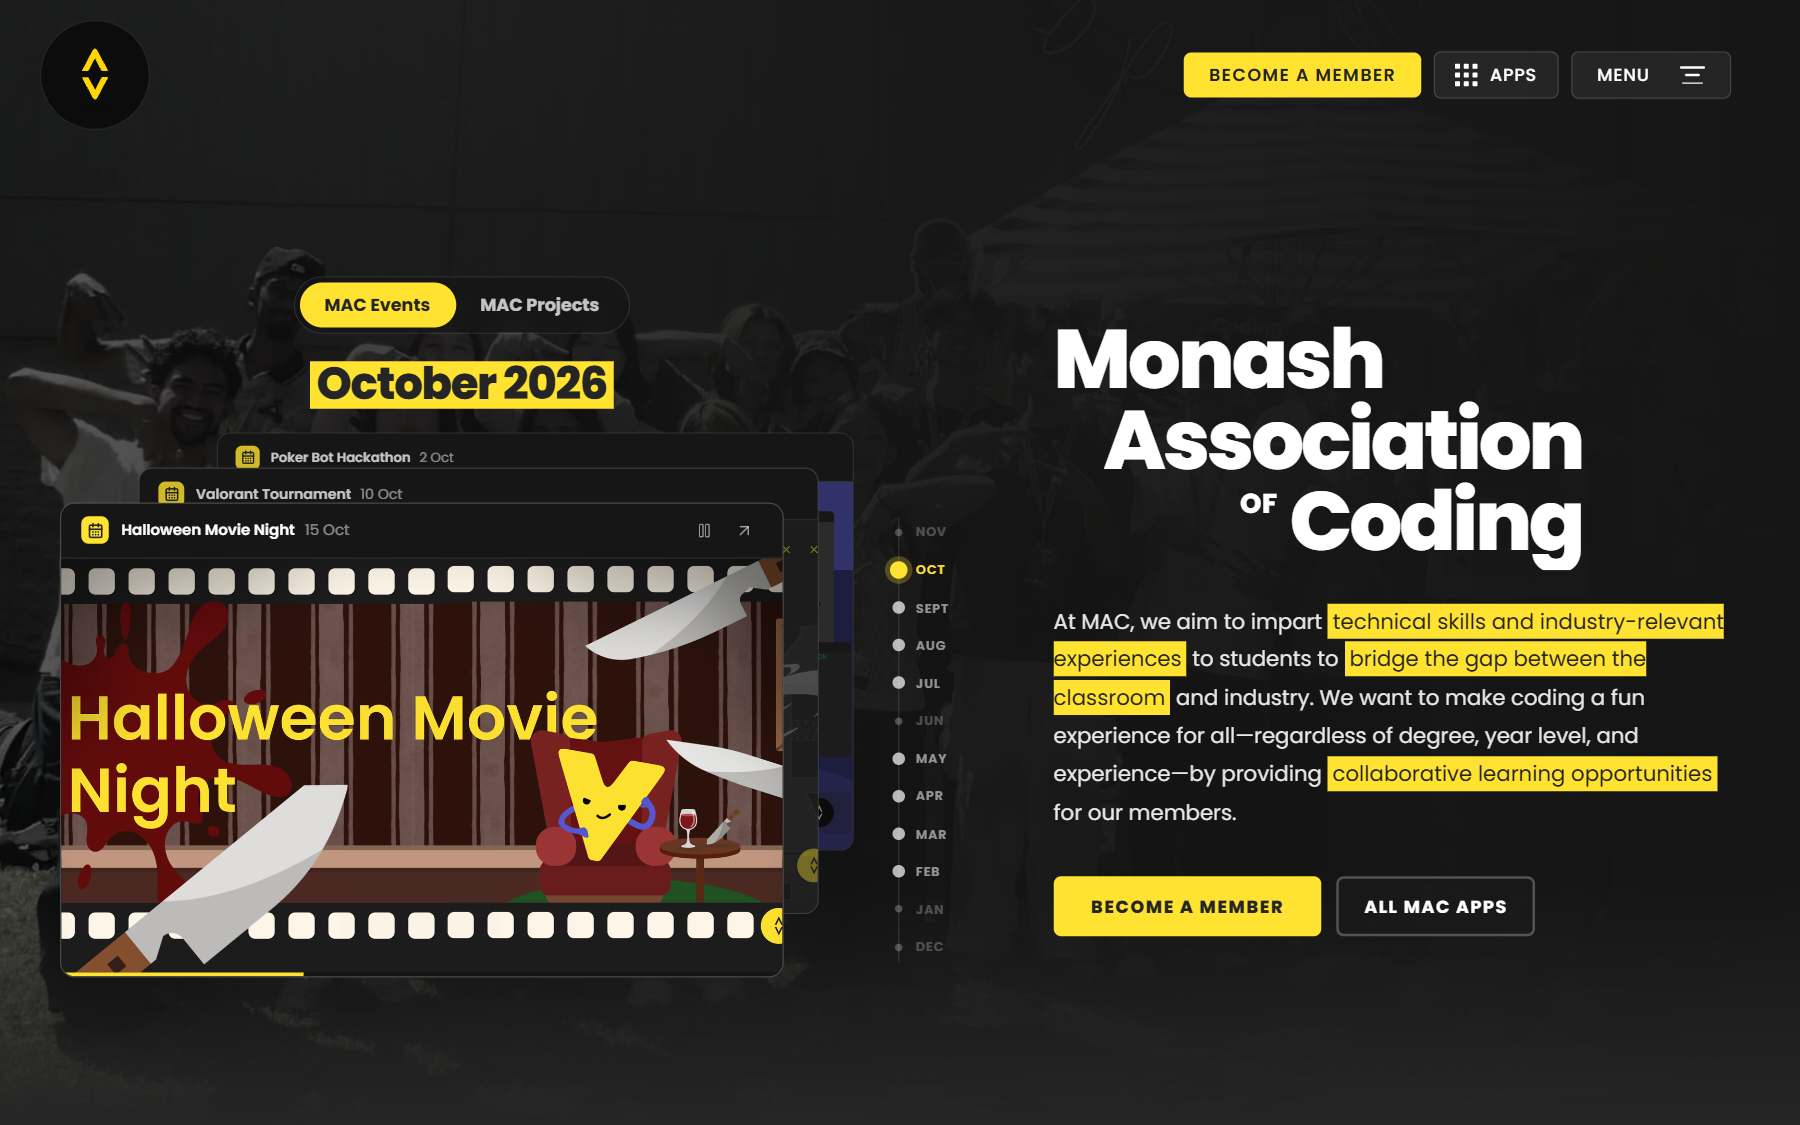 BECOME A MEMBER
APPS
MENU
MAC Events
MAC Projects
October 2026
Poker Bot Hackathon 2 Oct
Valorant Tournament 10 Oct
Halloween Movie Night 15 Oct
Halloween Movie
Night
NOV
OCT
SEPT
AUG
JUL
JUN
MAY
APR
MAR
FEB
JAN
DEC
Monash
Association
OF Coding
At MAC, we aim to impart technical skills and industry-relevant
experiences to students to bridge the gap between the
classroom and industry. We want to make coding a fun
experience for all—regardless of degree, year level, and
experience—by providing collaborative learning opportunities
for our members.
BECOME A MEMBER
ALL MAC APPS